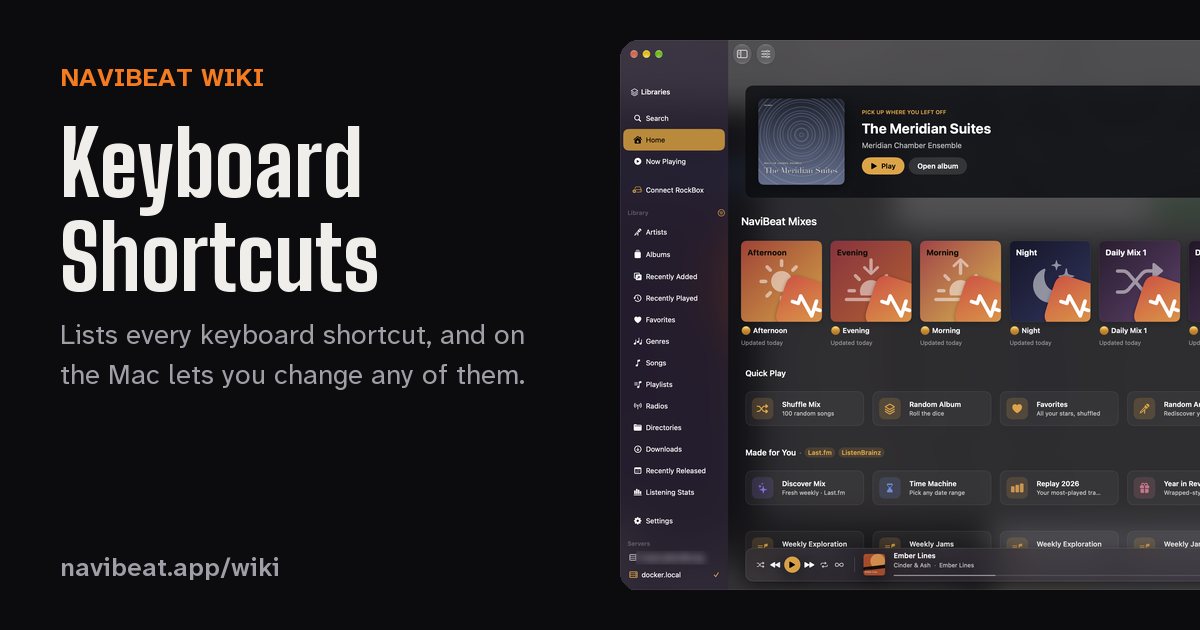 NAVIBEAT WIKI
Keyboard
Shortcuts
Lists every keyboard shortcut, and on
the Mac lets you change any of them.
navibeat.app/wiki
Libraries
Search
Home
Now Playing
Connect RockBox
Library
Artists
Albums
Recently Added
Recently Played
Favorites
Genres
Songs
Playlists
Radios
Directories
Downloads
Recently Released
Listening Stats
Settings
Servers
docker.local
PICK UP WHERE YOU LEFT OFF
The Meridian Suites
Meridian Chamber Ensemble
Play
Open album
The Meridian Suites
NaviBeat Mixes
Afternoon
Evening
Morning
Night
Daily Mix 1
D
Afternoon
Evening
Morning
Night
Daily Mix 1
Updated today
Updated today
Updated today
Updated today
Updated today
Quick Play
Shuffle Mix
100 random songs
Random Album
Roll the dice
Favorites
All your stars, shuffled
Random Ar
Rediscover y
Made for You · Last.fm ListenBrainz
Discover Mix
Fresh weekly · Last.fm
Time Machine
Pick any date range
Replay 2026
Your most-played tra...
Year in Rev
Wrapped-sty
Weekly Exploration
Weekly Jams
Weekly Exploration
Weekly Jar
Ember Lines
Cinder & Ash · Ember Lines